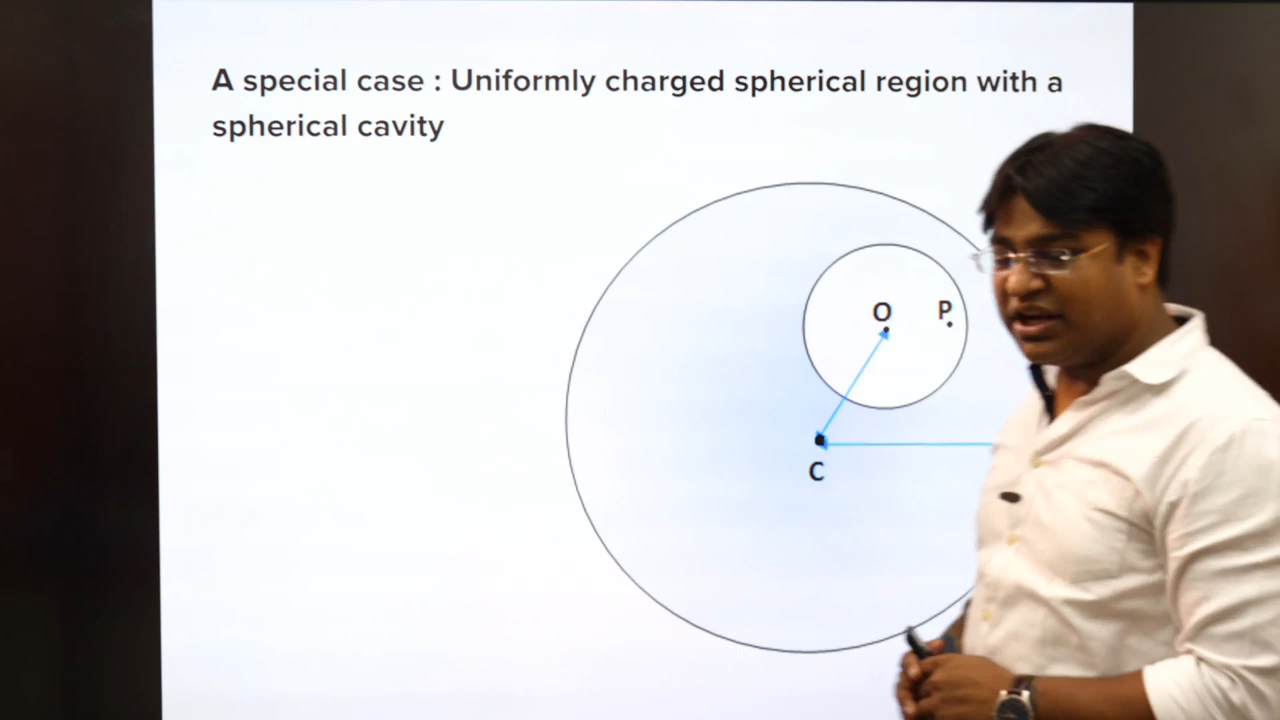 A special case : Uniformly charged spherical region with a
spherical cavity
O
P
C